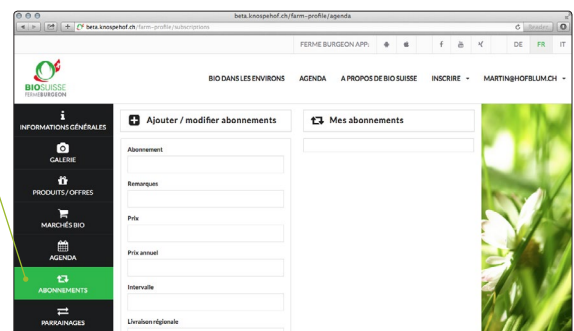 beta.knospehof.ch/farm-profile/agenda
beta.knospehof.ch/farm-profile/subscriptions
Reader
FERME BURGEON APP: f DE FR IT
BIOSUISSE
FERMEBURGEON
BIO DANS LES ENVIRONS AGENDA A PROPOS DE BIO SUISSE INSCRIRE MARTIN@HOFBLUM.CH
INFORMATIONS GÉNÉRALES
GALERIE
PRODUITS / OFFRES
MARCHÉS BIO
AGENDA
ABONNEMENTS
PARRAINAGES
Ajouter / modifier abonnements
Abonnement
Remarques
Prix
Prix annuel
Intervalle
Livraison régionale
Mes abonnements